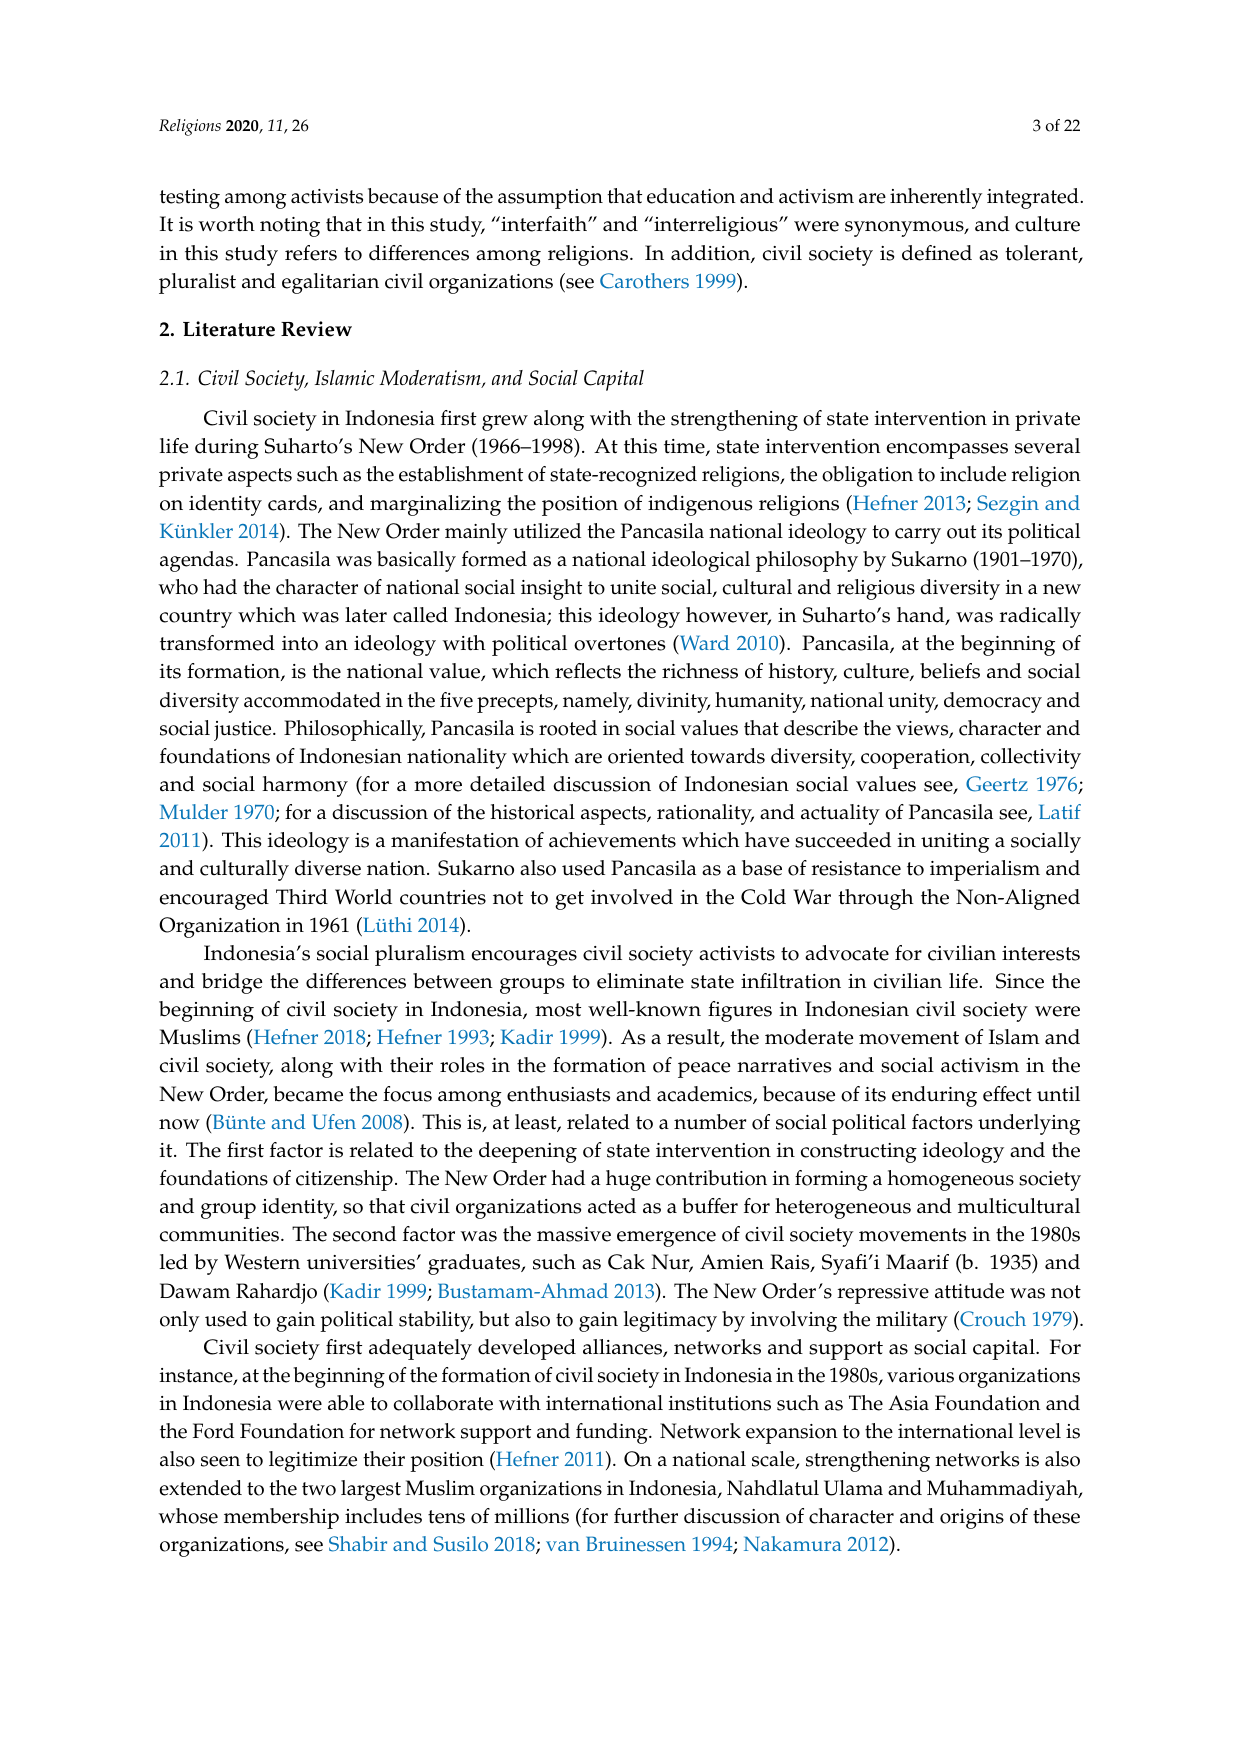 Religions 2020, 11, 26 3 of 22
testing among activists because of the assumption that education and activism are inherently integrated.
It is worth noting that in this study, “interfaith” and “interreligious” were synonymous, and culture
in this study refers to differences among religions. In addition, civil society is defined as tolerant,
pluralist and egalitarian civil organizations (see Carothers 1999).
2. Literature Review
2.1. Civil Society, Islamic Moderatism, and Social Capital
Civil society in Indonesia first grew along with the strengthening of state intervention in private
life during Suharto’s New Order (1966–1998). At this time, state intervention encompasses several
private aspects such as the establishment of state-recognized religions, the obligation to include religion
on identity cards, and marginalizing the position of indigenous religions (Hefner 2013; Sezgin and
Künkler 2014). The New Order mainly utilized the Pancasila national ideology to carry out its political
agendas. Pancasila was basically formed as a national ideological philosophy by Sukarno (1901–1970),
who had the character of national social insight to unite social, cultural and religious diversity in a new
country which was later called Indonesia; this ideology however, in Suharto’s hand, was radically
transformed into an ideology with political overtones (Ward 2010). Pancasila, at the beginning of
its formation, is the national value, which reflects the richness of history, culture, beliefs and social
diversity accommodated in the five precepts, namely, divinity, humanity, national unity, democracy and
social justice. Philosophically, Pancasila is rooted in social values that describe the views, character and
foundations of Indonesian nationality which are oriented towards diversity, cooperation, collectivity
and social harmony (for a more detailed discussion of Indonesian social values see, Geertz 1976;
Mulder 1970; for a discussion of the historical aspects, rationality, and actuality of Pancasila see, Latif
2011). This ideology is a manifestation of achievements which have succeeded in uniting a socially
and culturally diverse nation. Sukarno also used Pancasila as a base of resistance to imperialism and
encouraged Third World countries not to get involved in the Cold War through the Non-Aligned
Organization in 1961 (Lüthi 2014).
Indonesia’s social pluralism encourages civil society activists to advocate for civilian interests
and bridge the differences between groups to eliminate state infiltration in civilian life. Since the
beginning of civil society in Indonesia, most well-known figures in Indonesian civil society were
Muslims (Hefner 2018; Hefner 1993; Kadir 1999). As a result, the moderate movement of Islam and
civil society, along with their roles in the formation of peace narratives and social activism in the
New Order, became the focus among enthusiasts and academics, because of its enduring effect until
now (Bünte and Ufen 2008). This is, at least, related to a number of social political factors underlying
it. The first factor is related to the deepening of state intervention in constructing ideology and the
foundations of citizenship. The New Order had a huge contribution in forming a homogeneous society
and group identity, so that civil organizations acted as a buffer for heterogeneous and multicultural
communities. The second factor was the massive emergence of civil society movements in the 1980s
led by Western universities’ graduates, such as Cak Nur, Amien Rais, Syafi’i Maarif (b. 1935) and
Dawam Rahardjo (Kadir 1999; Bustamam-Ahmad 2013). The New Order’s repressive attitude was not
only used to gain political stability, but also to gain legitimacy by involving the military (Crouch 1979).
Civil society first adequately developed alliances, networks and support as social capital. For
instance, at the beginning of the formation of civil society in Indonesia in the 1980s, various organizations
in Indonesia were able to collaborate with international institutions such as The Asia Foundation and
the Ford Foundation for network support and funding. Network expansion to the international level is
also seen to legitimize their position (Hefner 2011). On a national scale, strengthening networks is also
extended to the two largest Muslim organizations in Indonesia, Nahdlatul Ulama and Muhammadiyah,
whose membership includes tens of millions (for further discussion of character and origins of these
organizations, see Shabir and Susilo 2018; van Bruinessen 1994; Nakamura 2012).